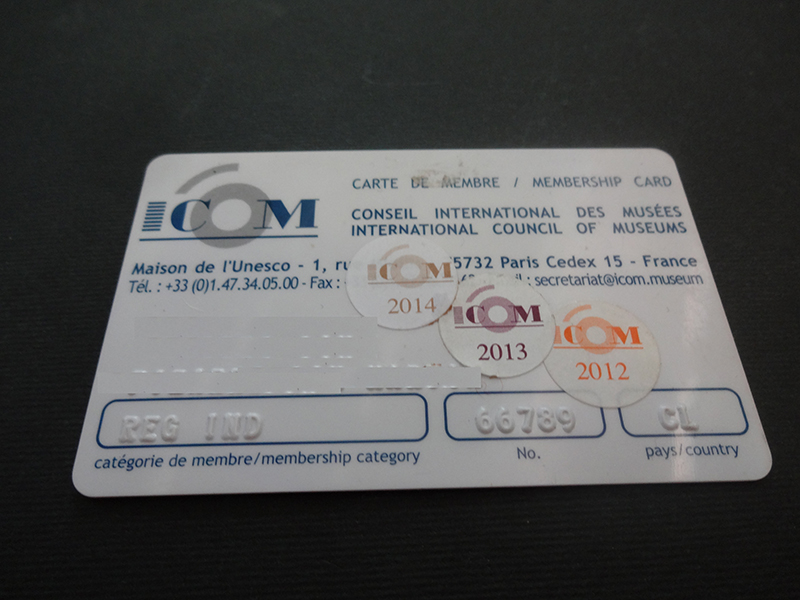 ICOM
CARTE DE MEMBRE / MEMBERSHIP CARD
CONSEIL INTERNATIONAL DES MUSÉES
INTERNATIONAL COUNCIL OF MUSEUMS
Maison de l'Unesco - 1, ru 75732 Paris Cedex 15 - France
Tél. : +33 (0)1.47.34.05.00 - Fax : : secretariat@icom.museum
ICOM
2014
ICOM
2013
ICOM
2012
REG IND
66789
CL
catégorie de membre/membership category
No.
pays/country